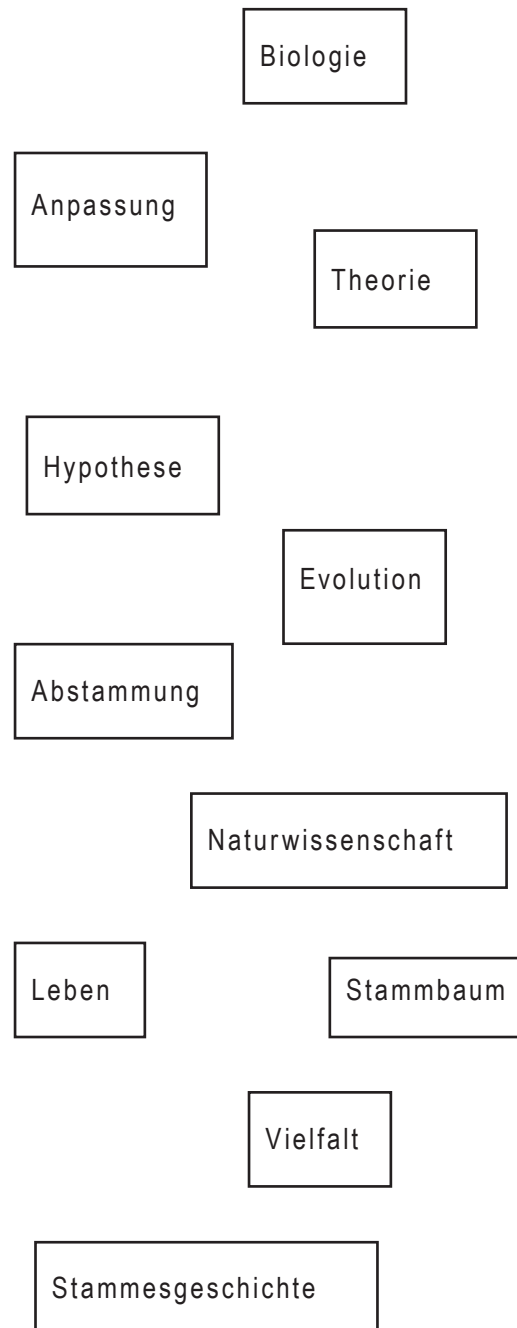 Biologie
Anpassung
Theorie
Hypothese
Evolution
Abstammung
Naturwissenschaft
Leben
Stammbaum
Vielfalt
Stammesgeschichte